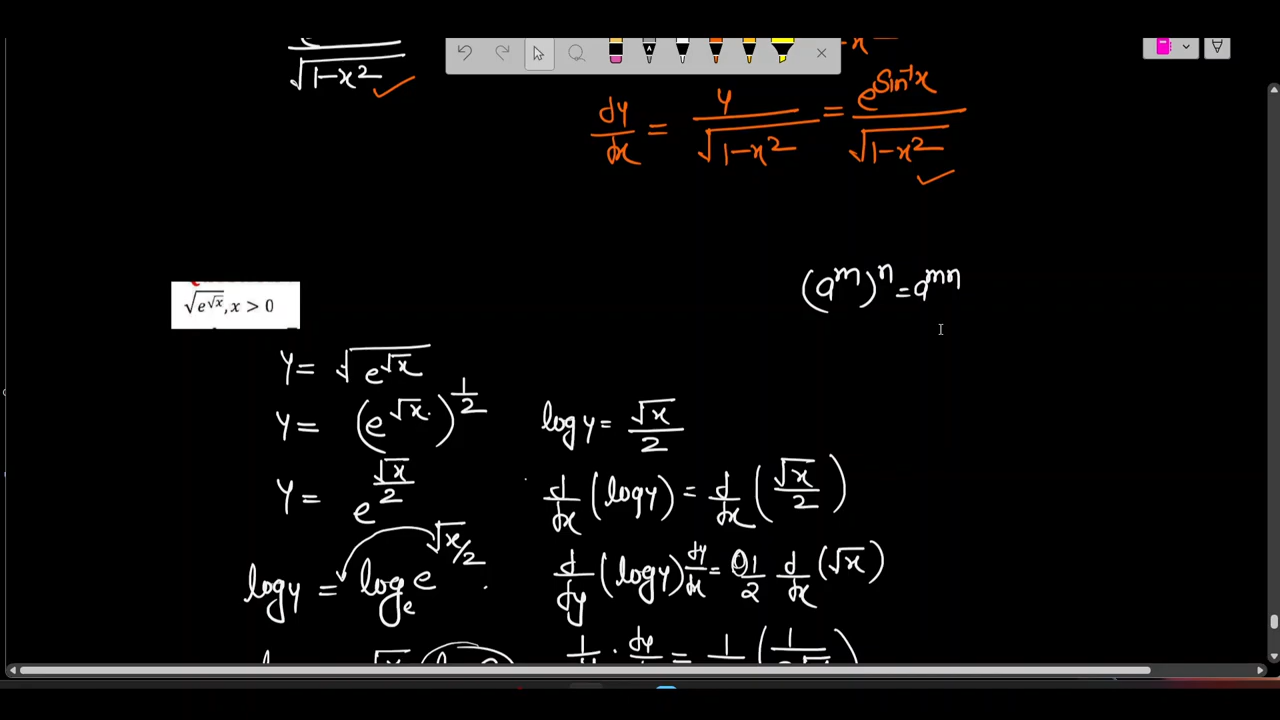 √1-x²
dy/dx = y/√1-x² = e^Sin⁻¹x/√1-x²
(a^m)^n = a^mn
√e^√x, x > 0
y = √e^√x
y = (e^√x)^1/2
y = e^√x/2
log y = log_e e^√x/2
log y = √x/2
d/dx (log y) = d/dx (√x/2)
d/dy (log y) dy/dx = 1/2 d/dx (√x)